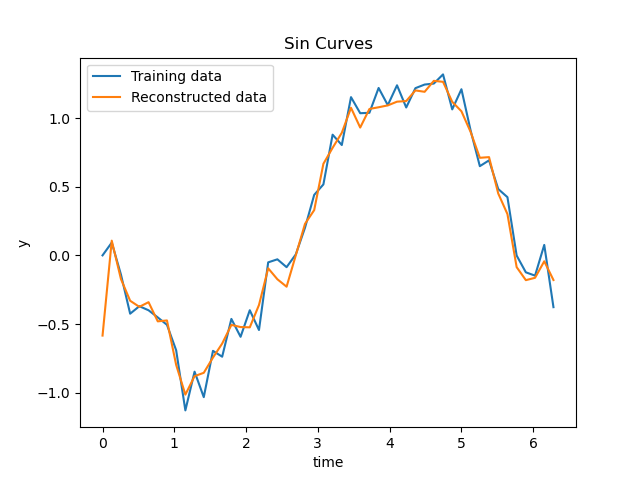 Sin Curves
Training data
Reconstructed data
1.0
0.5
0.0
−0.5
−1.0
y
0 1 2 3 4 5 6
time